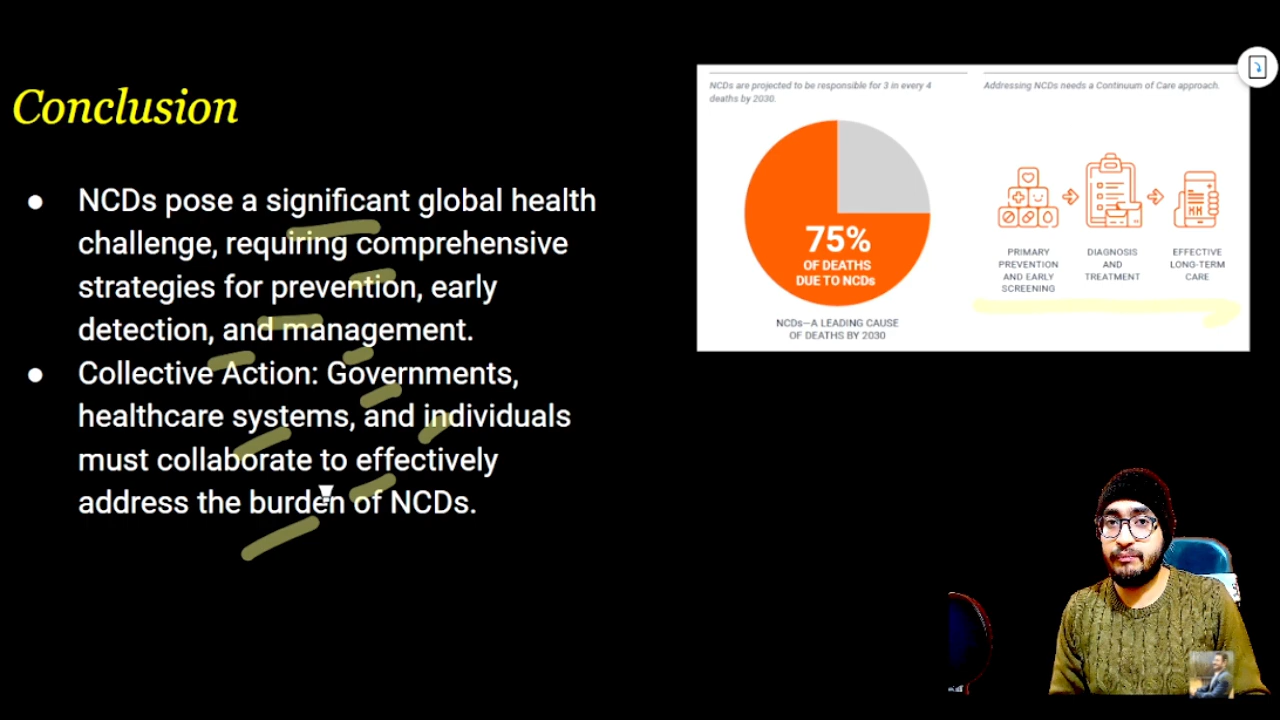 Conclusion
● NCDs pose a significant global health
challenge, requiring comprehensive
strategies for prevention, early
detection, and management.
● Collective Action: Governments,
healthcare systems, and individuals
must collaborate to effectively
address the burden of NCDs.
NCDs are projected to be responsible for 3 in every 4
deaths by 2030.
75%
OF DEATHS
DUE TO NCDs
NCDs—A LEADING CAUSE
OF DEATHS BY 2030
Addressing NCDs needs a Continuum of Care approach.
PRIMARY
PREVENTION
AND EARLY
SCREENING
DIAGNOSIS
AND
TREATMENT
EFFECTIVE
LONG-TERM
CARE